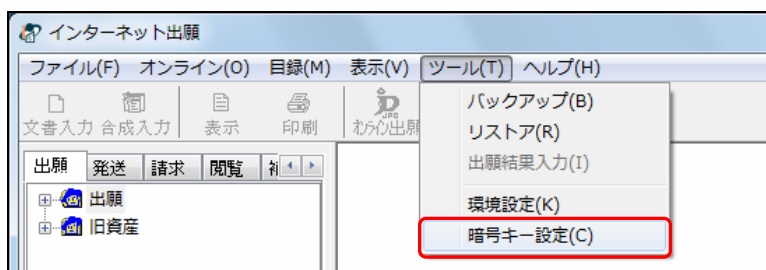 インターネット出願
ファイル(F) オンライン(O) 目録(M) 表示(V) ツール(T) ヘルプ(H)
文書入力 合成入力 表示 印刷 オンライン出願
JPO
バックアップ(B)
リストア(R)
出願結果入力(I)
環境設定(K)
暗号キー設定(C)
出願 発送 請求 閲覧
出願
旧資産